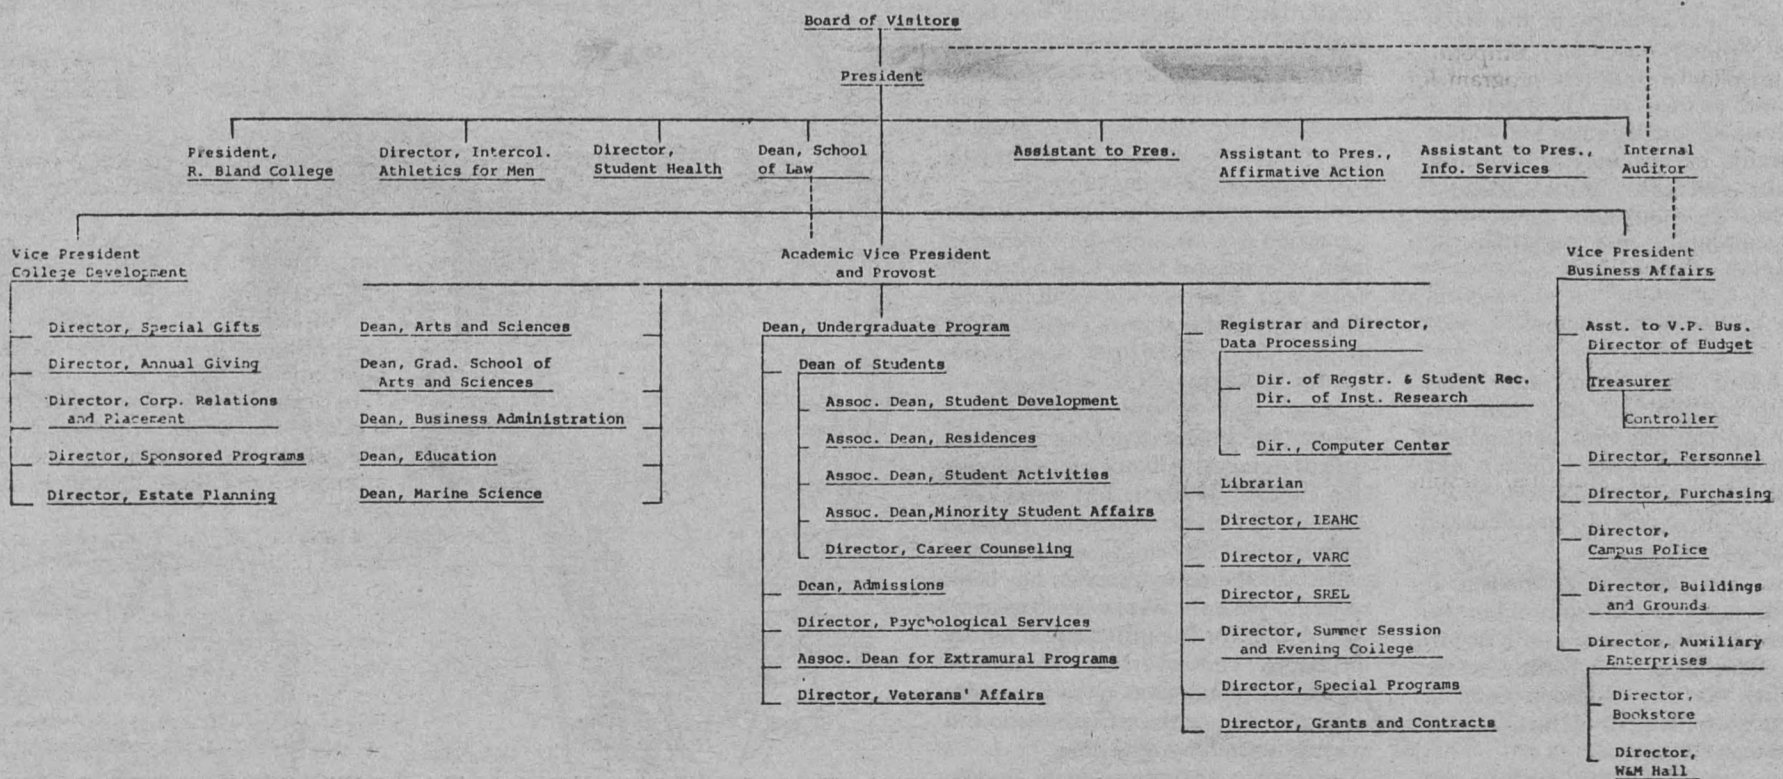 Board of Visitors
President
President,
R. Bland College
Director, Intercol.
Athletics for Men
Director,
Student Health
Dean, School
of Law
Assistant to Pres.
Assistant to Pres.,
Affirmative Action
Assistant to Pres.,
Info. Services
Internal
Auditor
Vice President
College Development
Director, Special Gifts
Director, Annual Giving
Director, Corp. Relations
and Placement
Director, Sponsored Programs
Director, Estate Planning
Academic Vice President
and Provost
Dean, Arts and Sciences
Dean, Grad. School of
Arts and Sciences
Dean, Business Administration
Dean, Education
Dean, Marine Science
Dean, Undergraduate Program
Dean of Students
Assoc. Dean, Student Development
Assoc. Dean, Residences
Assoc. Dean, Student Activities
Assoc. Dean,Minority Student Affairs
Director, Career Counseling
Dean, Admissions
Director, Psychological Services
Assoc. Dean for Extramural Programs
Director, Veterans' Affairs
Registrar and Director,
Data Processing
Dir. of Regstr. & Student Rec.
Dir. of Inst. Research
Dir., Computer Center
Librarian
Director, IEAHC
Director, VARC
Director, SREL
Director, Summer Session
and Evening College
Director, Special Programs
Director, Grants and Contracts
Vice President
Business Affairs
Asst. to V.P. Bus.
Director of Budget
Treasurer
Controller
Director, Personnel
Director, Purchasing
Director,
Campus Police
Director, Buildings
and Grounds
Director, Auxiliary
Enterprises
Director,
Bookstore
Director,
W&M Hall